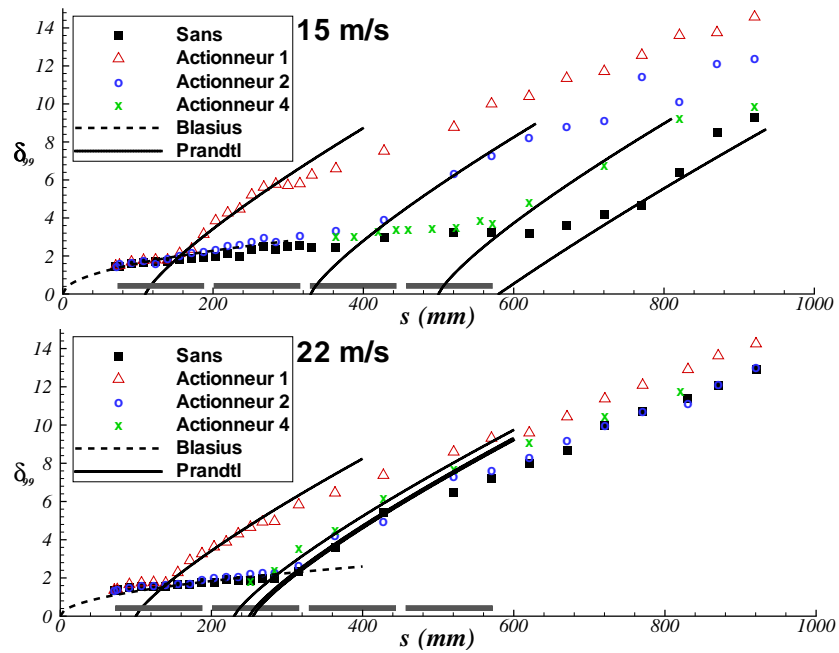 15 m/s
14
12
10
8
6
4
2
0
δ99
Sans
Actionneur 1
Actionneur 2
Actionneur 4
Blasius
Prandtl
0 200 400 600 800 1000
s (mm)
22 m/s
14
12
10
8
6
4
2
0
δ99
Sans
Actionneur 1
Actionneur 2
Actionneur 4
Blasius
Prandtl
0 200 400 600 800 1000
s (mm)